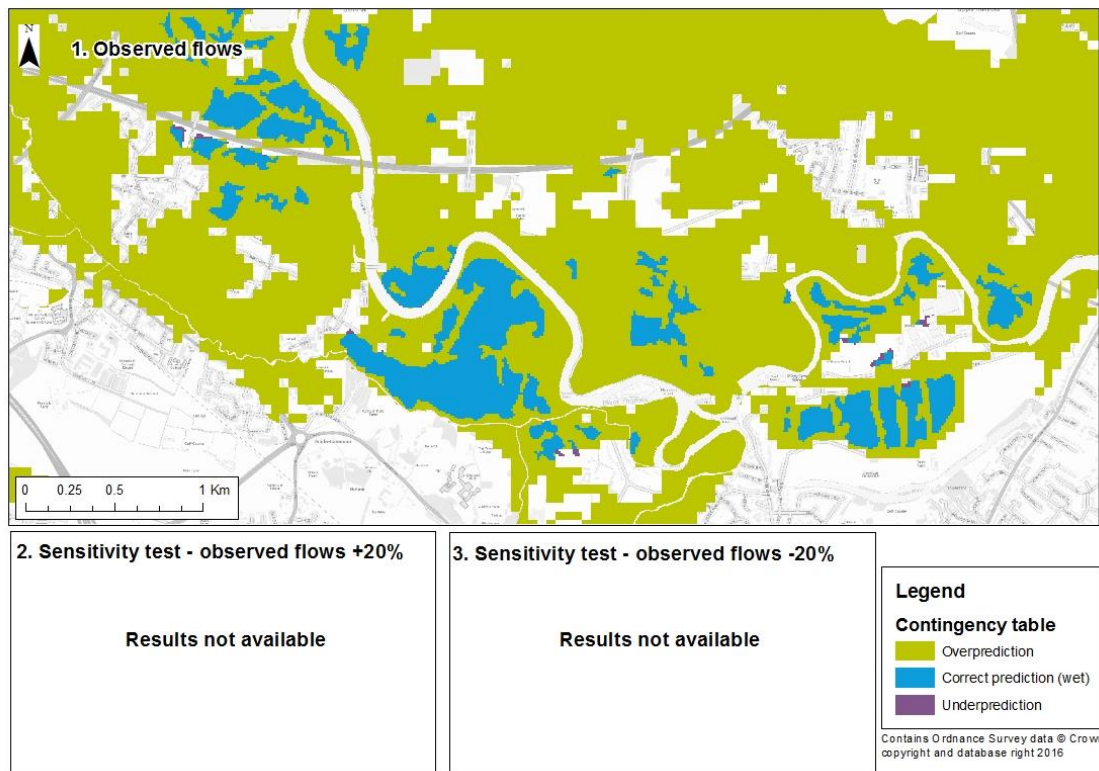 N
1. Observed flows
0 0.25 0.5 1 Km
2. Sensitivity test - observed flows +20%
Results not available
3. Sensitivity test - observed flows -20%
Results not available
Legend
Contingency table
Overprediction
Correct prediction (wet)
Underprediction
Contains Ordnance Survey data © Crown
copyright and database right 2016